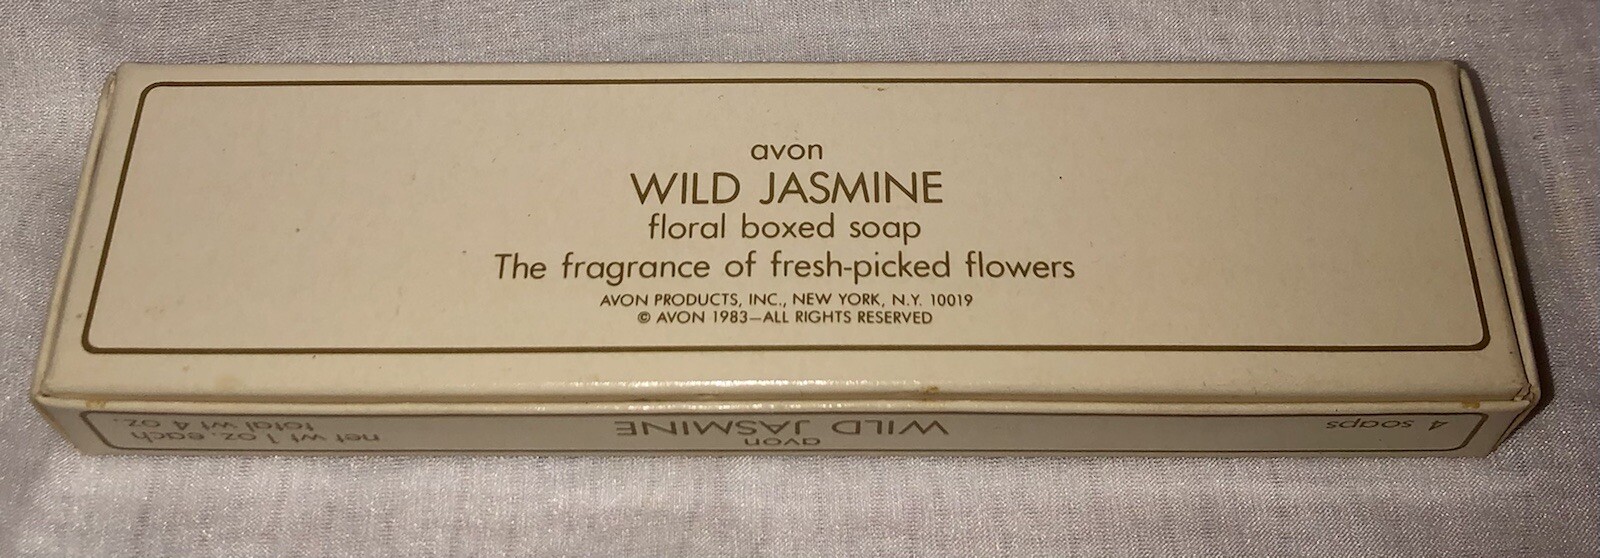 avon
WILD JASMINE
floral boxed soap
The fragrance of fresh-picked flowers
AVON PRODUCTS, INC., NEW YORK, N.Y. 10019
© AVON 1983—ALL RIGHTS RESERVED
4 soaps
avon
WILD JASMINE
net wt 1 oz. each
total wt 4 oz.